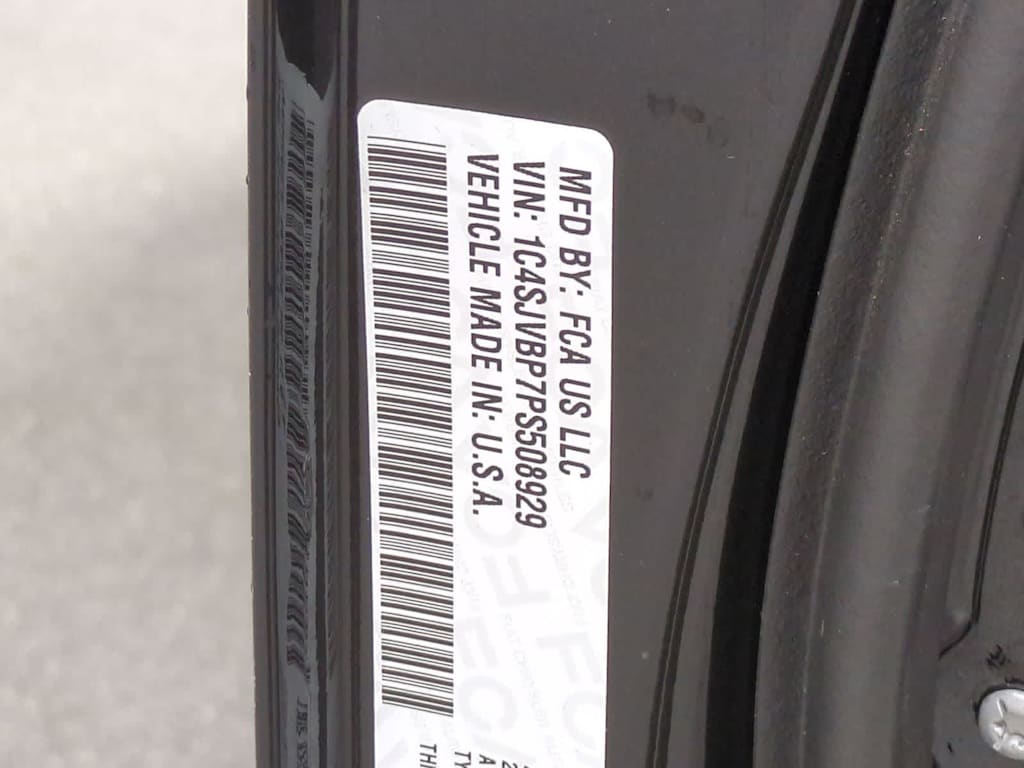 MFD BY: FCA US LLC
VIN: 1C4SJVBP7PS508929
VEHICLE MADE IN: U.S.A.